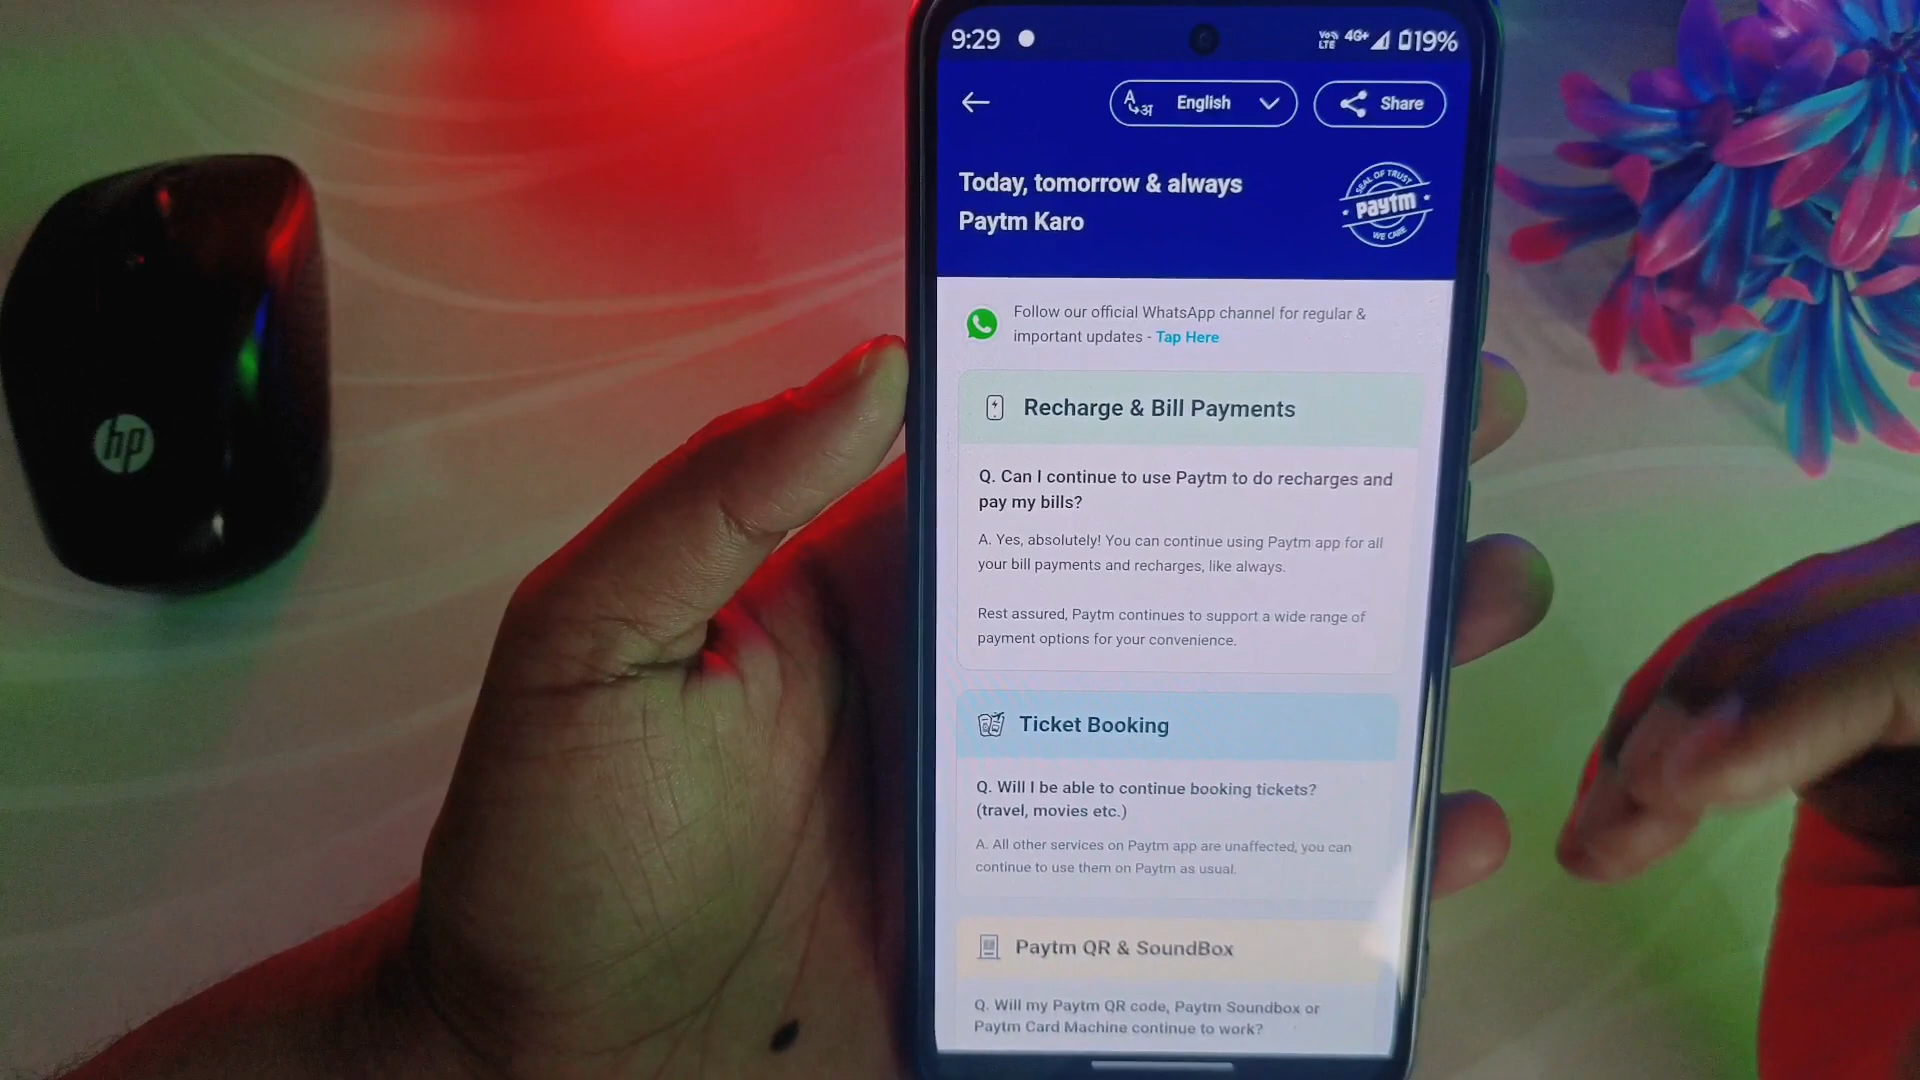 9:29
Vo)) LTE 4G+ 19%
English
Share
Today, tomorrow & always
Paytm Karo
SEAL OF TRUST
paytm
WE CARE
Follow our official WhatsApp channel for regular &
important updates - Tap Here
Recharge & Bill Payments
Q. Can I continue to use Paytm to do recharges and
pay my bills?
A. Yes, absolutely! You can continue using Paytm app for all
your bill payments and recharges, like always.
Rest assured, Paytm continues to support a wide range of
payment options for your convenience.
Ticket Booking
Q. Will I be able to continue booking tickets?
(travel, movies etc.)
A. All other services on Paytm app are unaffected, you can
continue to use them on Paytm as usual.
Paytm QR & SoundBox
Q. Will my Paytm QR code, Paytm Soundbox or
Paytm Card Machine continue to work?
hp